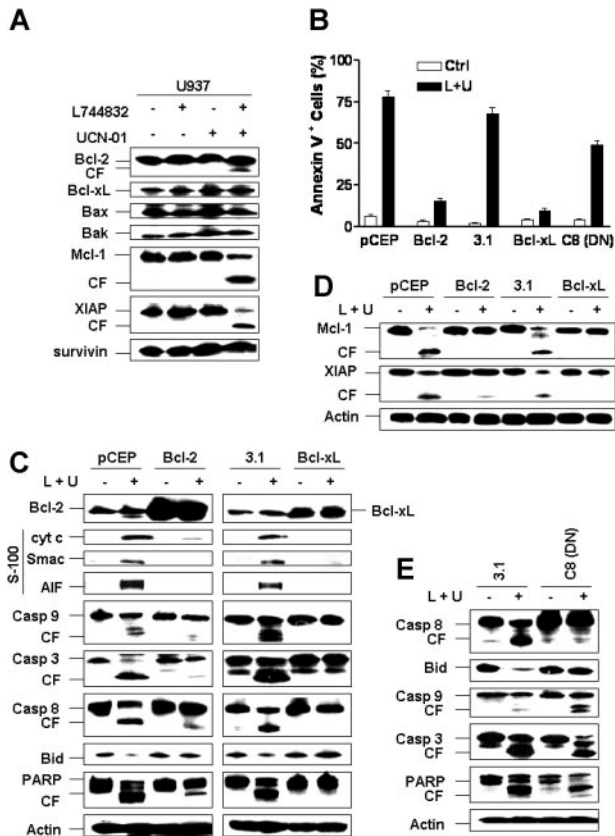 A
U937
L744832 - + - +
UCN-01 - - + +
Bcl-2
CF
Bcl-xL
Bax
Bak
Mcl-1
CF
XIAP
CF
survivin
B
Annexin V + Cells (%)
100
75
50
25
0
Ctrl
L+U
pCEP Bcl-2 3.1 Bcl-xL C8 (DN)
D
pCEP Bcl-2 3.1 Bcl-xL
L + U - + - + - + - +
Mcl-1
CF
XIAP
CF
Actin
C
pCEP Bcl-2 3.1 Bcl-xL
L + U - + - + - + - +
Bcl-2
Bcl-xL
S-100
cyt c
Smac
AIF
Casp 9
CF
Casp 3
CF
Casp 8
CF
Bid
PARP
CF
Actin
E
3.1 C8 (DN)
L + U - + - +
Casp 8
CF
Bid
Casp 9
CF
Casp 3
CF
PARP
CF
Actin